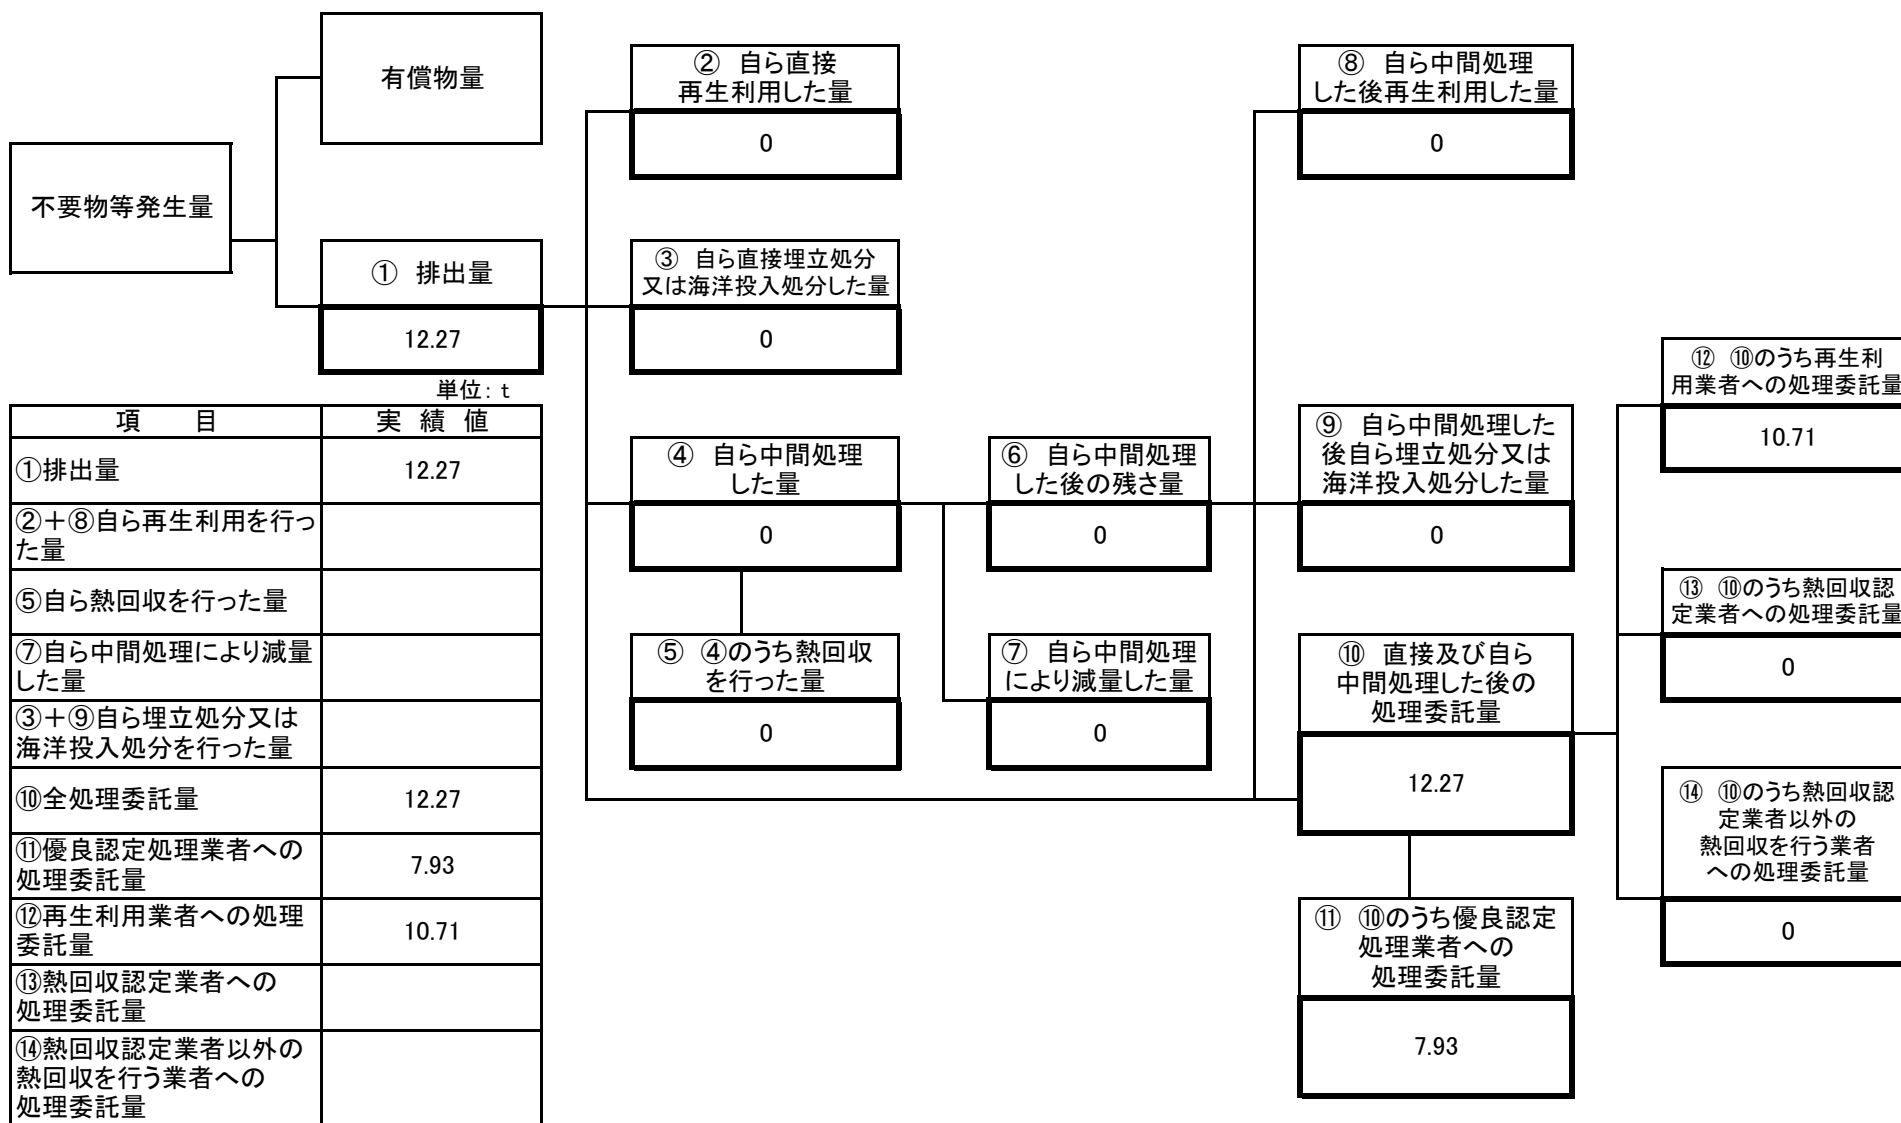 有償物量
不要物等発生量
① 排出量
12.27
② 自ら直接
再生利用した量
0
③ 自ら直接埋立処分
又は海洋投入処分した量
0
④ 自ら中間処理
した量
0
⑤ ④のうち熱回収
を行った量
0
⑥ 自ら中間処理
した後の残さ量
0
⑦ 自ら中間処理
により減量した量
0
⑧ 自ら中間処理
した後再生利用した量
0
⑨ 自ら中間処理した
後自ら埋立処分又は
海洋投入処分した量
0
⑩ 直接及び自ら
中間処理した後の
処理委託量
12.27
⑪ ⑩のうち優良認定
処理業者への
処理委託量
7.93
⑫ ⑩のうち再生利
用業者への処理委託量
10.71
⑬ ⑩のうち熱回収認
定業者への処理委託量
0
⑭ ⑩のうち熱回収認
定業者以外の
熱回収を行う業者
への処理委託量
0
単位：t
項 目 実 績 値
①排出量 12.27
②＋⑧自ら再生利用を行っ
た量
⑤自ら熱回収を行った量
⑦自ら中間処理により減量
した量
③＋⑨自ら埋立処分又は
海洋投入処分を行った量
⑩全処理委託量 12.27
⑪優良認定処理業者への
処理委託量 7.93
⑫再生利用業者への処理
委託量 10.71
⑬熱回収認定業者への
処理委託量
⑭熱回収認定業者以外の
熱回収を行う業者への
処理委託量